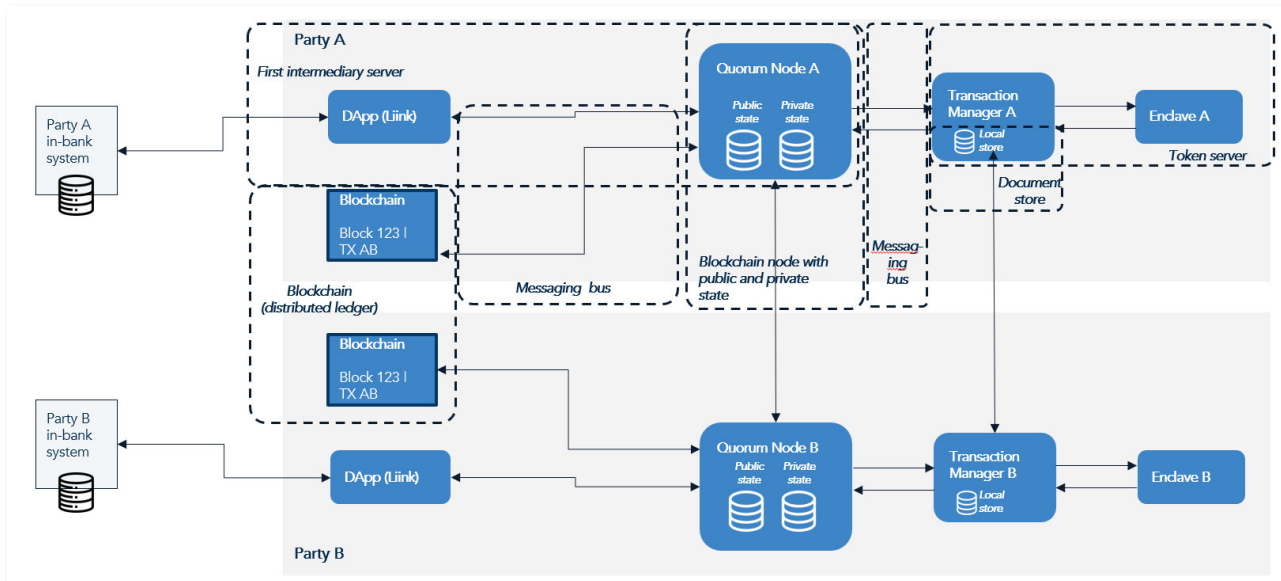 Party A
First intermediary server
Party A
in-bank
system
DApp (Liink)
Quorum Node A
Public
state
Private
state
Transaction
Manager A
Local
store
Enclave A
Token server
Document
store
Blockchain
Block 123 |
TX AB
Blockchain
(distributed ledger)
Messaging bus
Blockchain node with
public and private
state
Messag-
ing
bus
Blockchain
Block 123 |
TX AB
Party B
in-bank
system
DApp (Liink)
Quorum Node B
Public
state
Private
state
Transaction
Manager B
Local
store
Enclave B
Party B